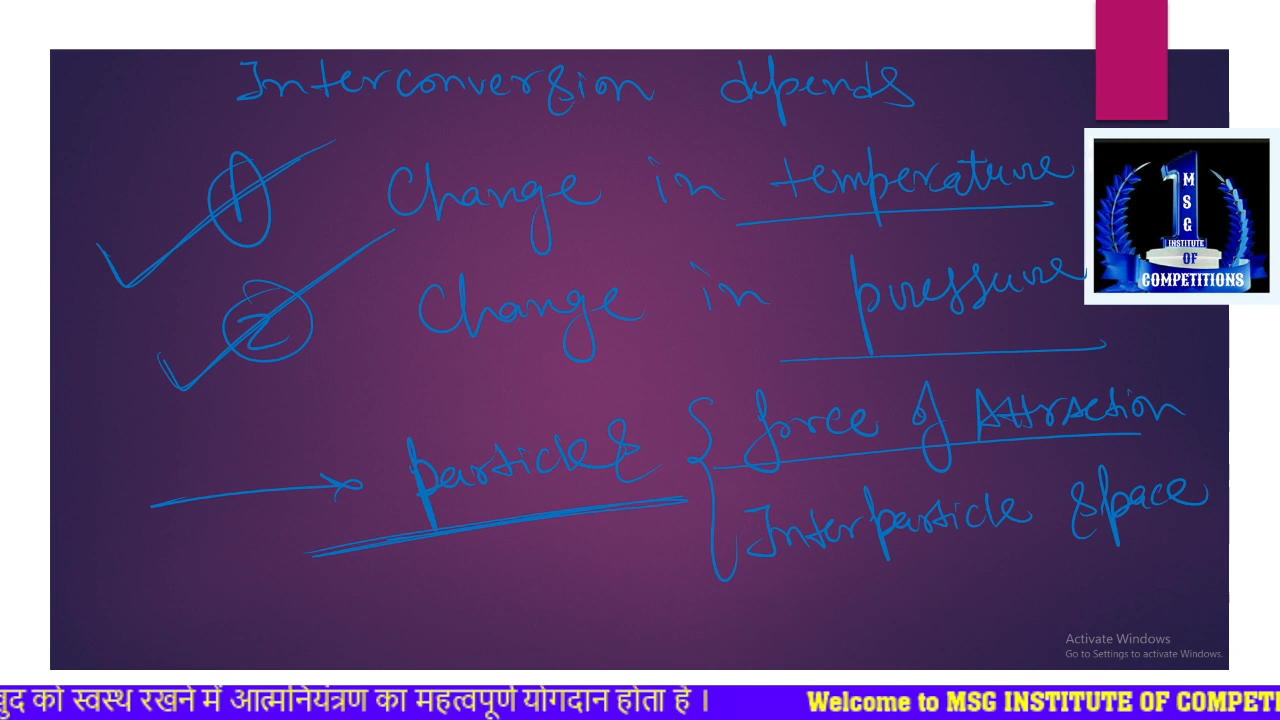 Interconversion depends
① Change in temperature
② Change in pressure
→ particles { force of Attraction
Interparticle space
1
M
S
G
INSTITUTE
OF
COMPETITIONS
Activate Windows
Go to Settings to activate Windows.
खुद को स्वस्थ रखने में आत्मनियंत्रण का महत्वपूर्ण योगदान होता है । Welcome to MSG INSTITUTE OF COMPETI